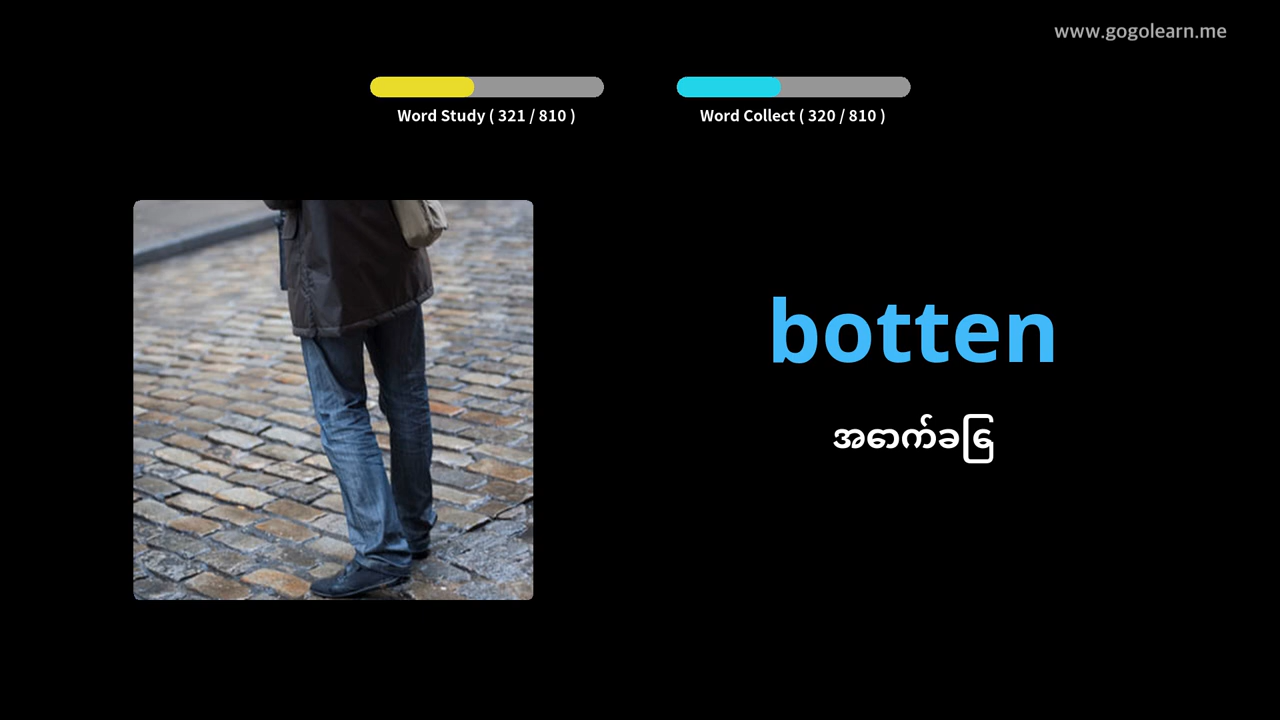 www.gogolearn.me
Word Study ( 321 / 810 )
Word Collect ( 320 / 810 )
botten
အောက်ခြေ